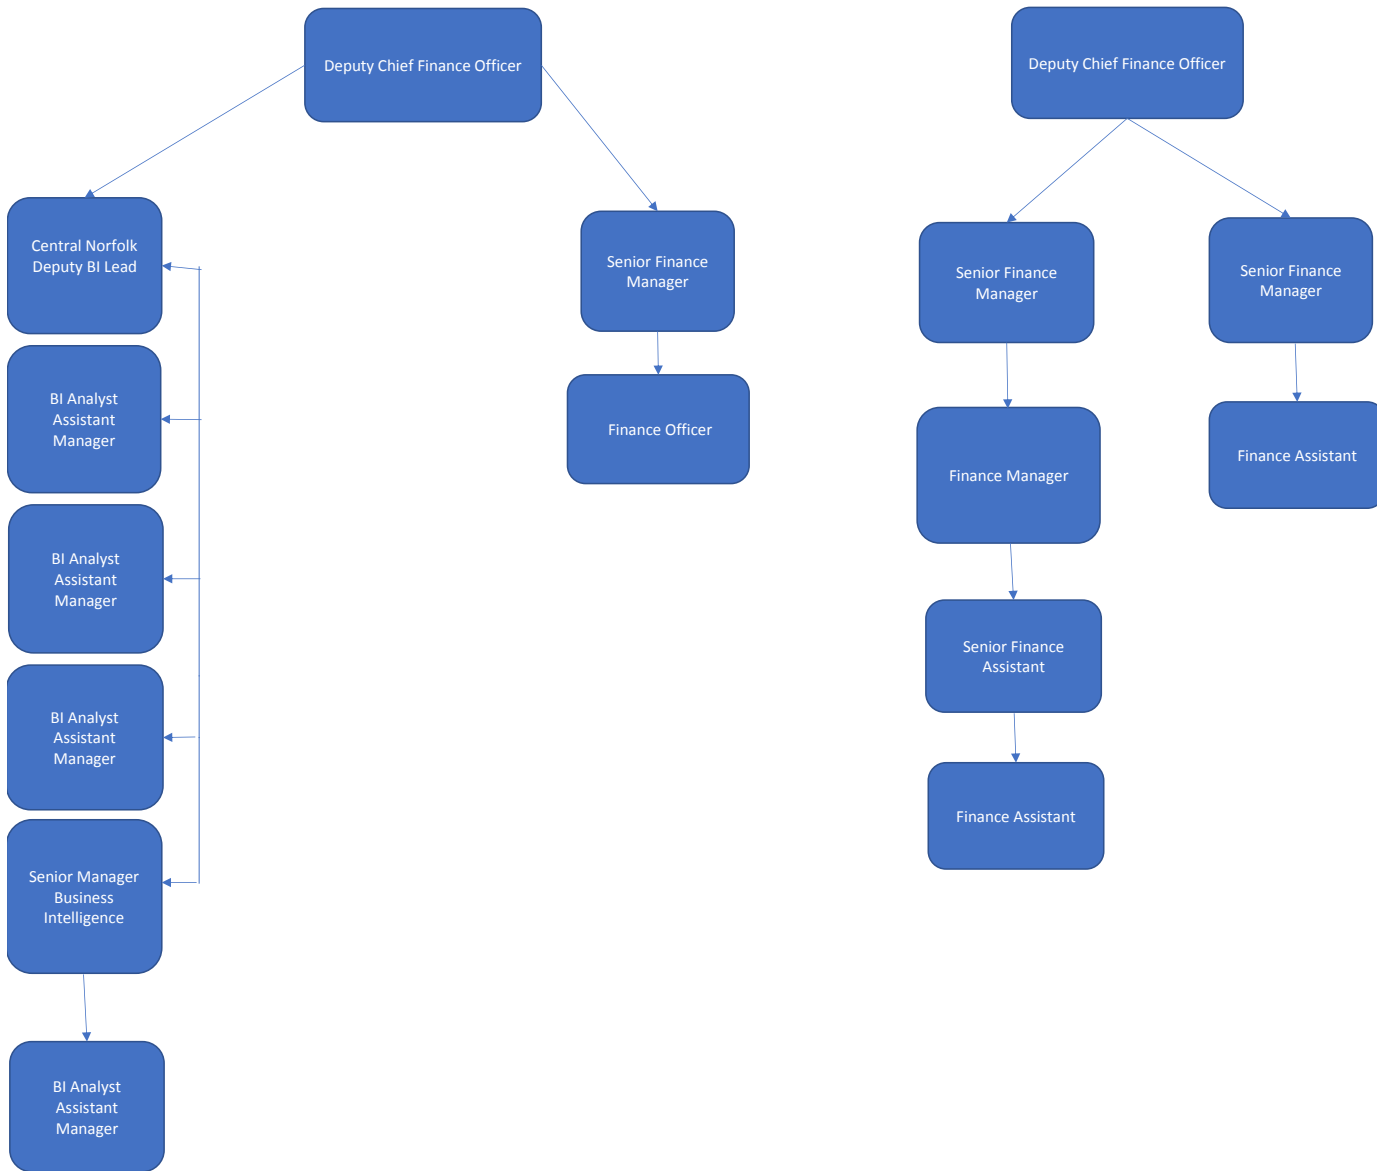 Deputy Chief Finance Officer
Deputy Chief Finance Officer
Central Norfolk
Deputy BI Lead
Senior Finance
Manager
Senior Finance
Manager
Senior Finance
Manager
BI Analyst
Assistant
Manager
Finance Officer
Finance Manager
Finance Assistant
BI Analyst
Assistant
Manager
Senior Finance
Assistant
BI Analyst
Assistant
Manager
Finance Assistant
Senior Manager
Business
Intelligence
BI Analyst
Assistant
Manager